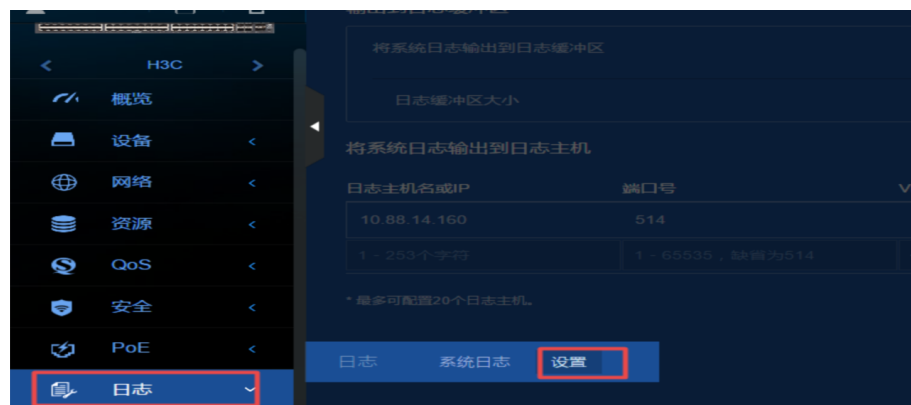 H3C
概览
设备
网络
资源
QoS
安全
PoE
日志
将系统日志输出到日志缓冲区
日志缓冲区大小
将系统日志输出到日志主机
日志主机名或IP 端口号 V
10.88.14.160 514
1 - 253个字符 1 - 65535，缺省为514
* 最多可配置20个日志主机。
日志 系统日志 设置